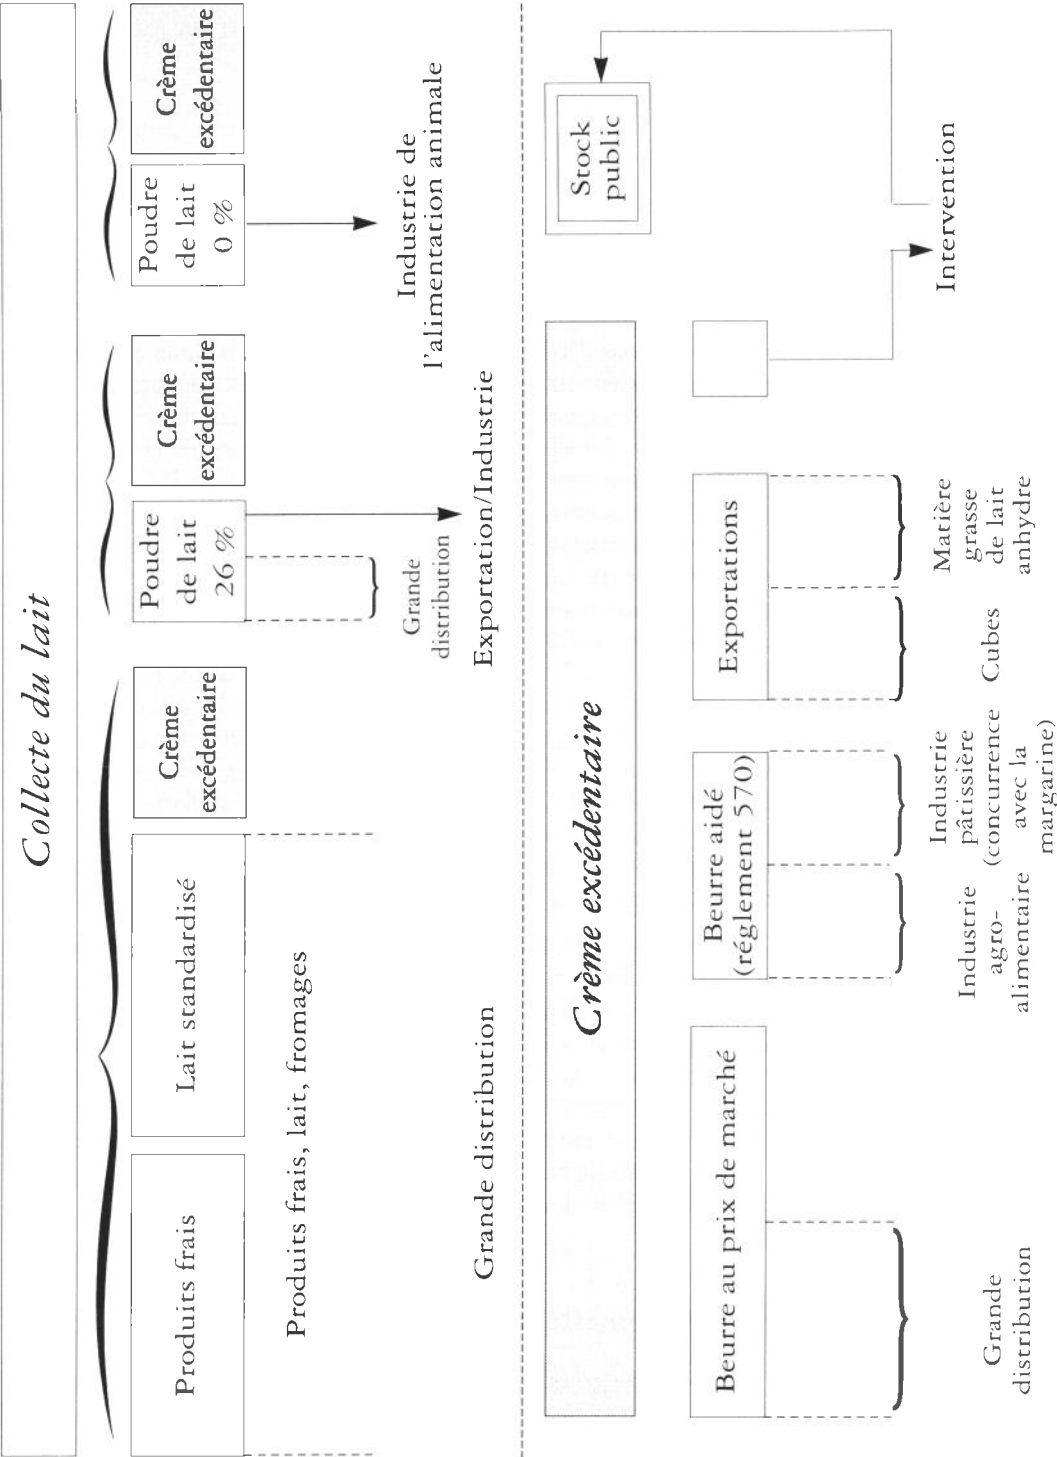 Collecte du lait
Produits frais
Lait standardisé
Crème
excédentaire
Poudre
de lait
26 %
Crème
excédentaire
Poudre
de lait
0 %
Crème
excédentaire
Produits frais, lait, fromages
Grande
distribution
Industrie de
l'alimentation animale
Grande distribution
Exportation/Industrie
Crème excédentaire
Stock
public
Beurre au prix de marché
Beurre aidé
(réglement 570)
Exportations
Grande
distribution
Industrie
agro-
alimentaire
Industrie
pâtissière
(concurrence
avec la
margarine)
Cubes
Matière
grasse
de lait
anhydre
Intervention